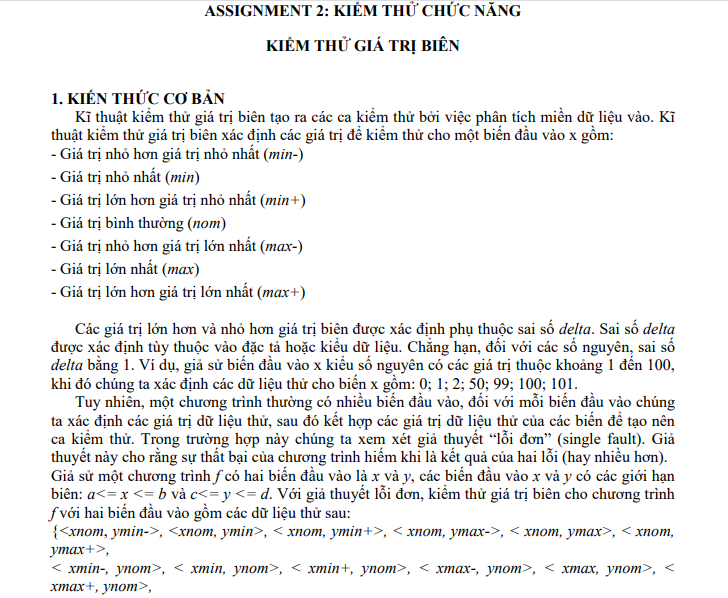 ASSIGNMENT 2: KIỂM THỬ CHỨC NĂNG
KIỂM THỬ GIÁ TRỊ BIÊN
1. KIẾN THỨC CƠ BẢN
Kĩ thuật kiểm thử giá trị biên tạo ra các ca kiểm thử bởi việc phân tích miền dữ liệu vào. Kĩ
thuật kiểm thử giá trị biên xác định các giá trị để kiểm thử cho một biến đầu vào x gồm:
- Giá trị nhỏ hơn giá trị nhỏ nhất (min-)
- Giá trị nhỏ nhất (min)
- Giá trị lớn hơn giá trị nhỏ nhất (min+)
- Giá trị bình thường (nom)
- Giá trị nhỏ hơn giá trị lớn nhất (max-)
- Giá trị lớn nhất (max)
- Giá trị lớn hơn giá trị lớn nhất (max+)
Các giá trị lớn hơn và nhỏ hơn giá trị biên được xác định phụ thuộc sai số delta. Sai số delta
được xác định tùy thuộc vào đặc tả hoặc kiểu dữ liệu. Chẳng hạn, đối với các số nguyên, sai số
delta bằng 1. Ví dụ, giả sử biến đầu vào x kiểu số nguyên có các giá trị thuộc khoảng 1 đến 100,
khi đó chúng ta xác định các dữ liệu thử cho biến x gồm: 0; 1; 2; 50; 99; 100; 101.
Tuy nhiên, một chương trình thường có nhiều biến đầu vào, đối với mỗi biến đầu vào chúng
ta xác định các giá trị dữ liệu thử, sau đó kết hợp các giá trị dữ liệu thử của các biến để tạo nên
ca kiểm thử. Trong trường hợp này chúng ta xem xét giả thuyết “lỗi đơn” (single fault). Giả
thuyết này cho rằng sự thất bại của chương trình hiếm khi là kết quả của hai lỗi (hay nhiều hơn).
Giả sử một chương trình f có hai biến đầu vào là x và y, các biến đầu vào x và y có các giới hạn
biên: a<= x <= b và c<= y <= d. Với giả thuyết lỗi đơn, kiểm thử giá trị biên cho chương trình
f với hai biến đầu vào gồm các dữ liệu thử sau:
{<xnom, ymin->, <xnom, ymin>, < xnom, ymin+>, < xnom, ymax->, < xnom, ymax>, < xnom,
ymax+>,
< xmin-, ynom>, < xmin, ynom>, < xmin+, ynom>, < xmax-, ynom>, < xmax, ynom>, <
xmax+, ynom>,